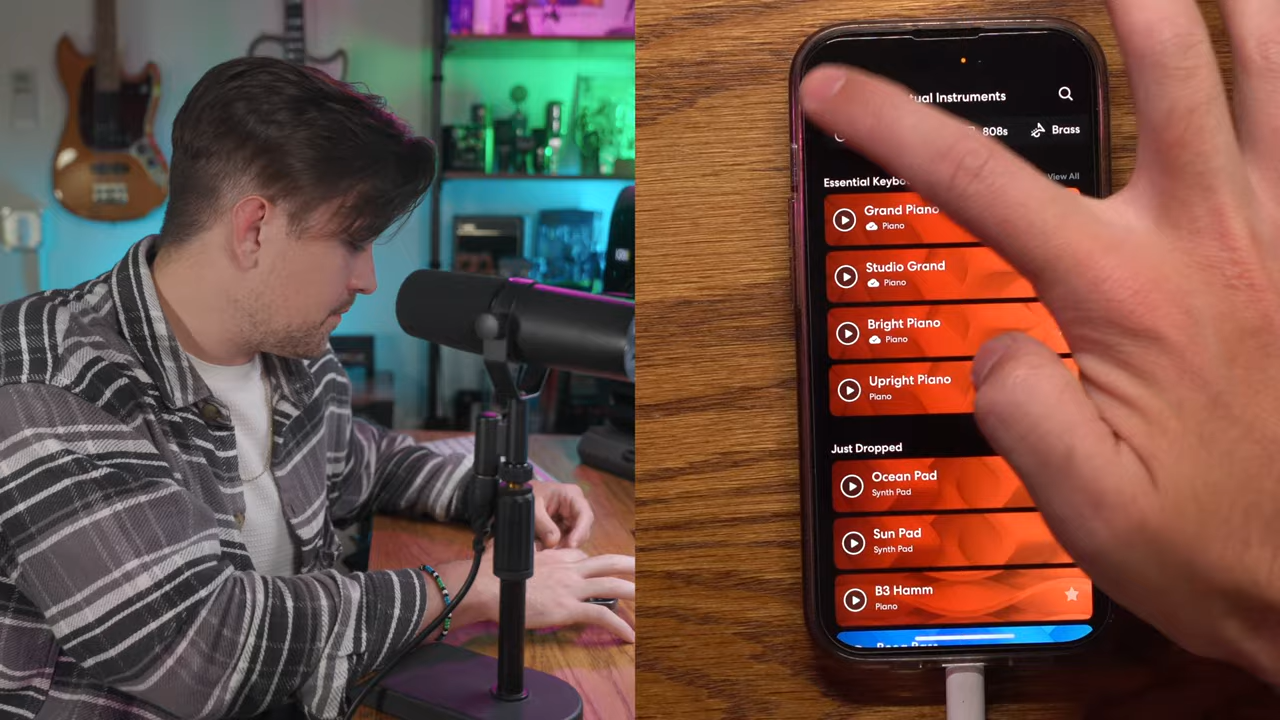 tual Instruments
808s
Brass
Essential Keybo
View All
Grand Piano
Piano
Studio Grand
Piano
Bright Piano
Piano
Upright Piano
Piano
Just Dropped
Ocean Pad
Synth Pad
Sun Pad
Synth Pad
B3 Hamm
Piano